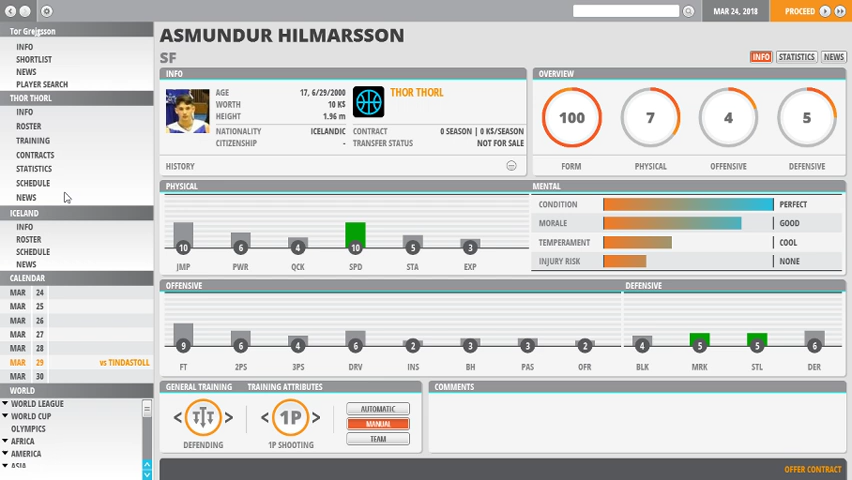 MAR 24, 2018
PROCEED
Tor Grejgsson
INFO
SHORTLIST
NEWS
PLAYER SEARCH
THOR THORL
INFO
ROSTER
TRAINING
CONTRACTS
STATISTICS
SCHEDULE
NEWS
ICELAND
INFO
ROSTER
SCHEDULE
NEWS
CALENDAR
MAR 24
MAR 25
MAR 26
MAR 27
MAR 28
MAR 29 vs TINDASTOLL
MAR 30
WORLD
WORLD LEAGUE
WORLD CUP
OLYMPICS
AFRICA
AMERICA
ASIA
ASMUNDUR HILMARSSON
SF
INFO STATISTICS NEWS
INFO
AGE 17, 6/29/2000
WORTH 10 K$
HEIGHT 1.96 m
NATIONALITY ICELANDIC
CITIZENSHIP -
THOR THORL
CONTRACT 0 SEASON | 0 K$/SEASON
TRANSFER STATUS NOT FOR SALE
HISTORY
OVERVIEW
100 7 4 5
FORM PHYSICAL OFFENSIVE DEFENSIVE
PHYSICAL
10 6 4 10 5 3
JMP PWR QCK SPD STA EXP
MENTAL
CONDITION PERFECT
MORALE GOOD
TEMPERAMENT COOL
INJURY RISK NONE
OFFENSIVE
9 6 4 6 2 3 3 2
FT 2PS 3PS DRV INS BH PAS OFR
DEFENSIVE
4 5 5 6
BLK MRK STL DER
GENERAL TRAINING
DEFENDING
TRAINING ATTRIBUTES
1P
1P SHOOTING
AUTOMATIC
MANUAL
TEAM
COMMENTS
OFFER CONTRACT